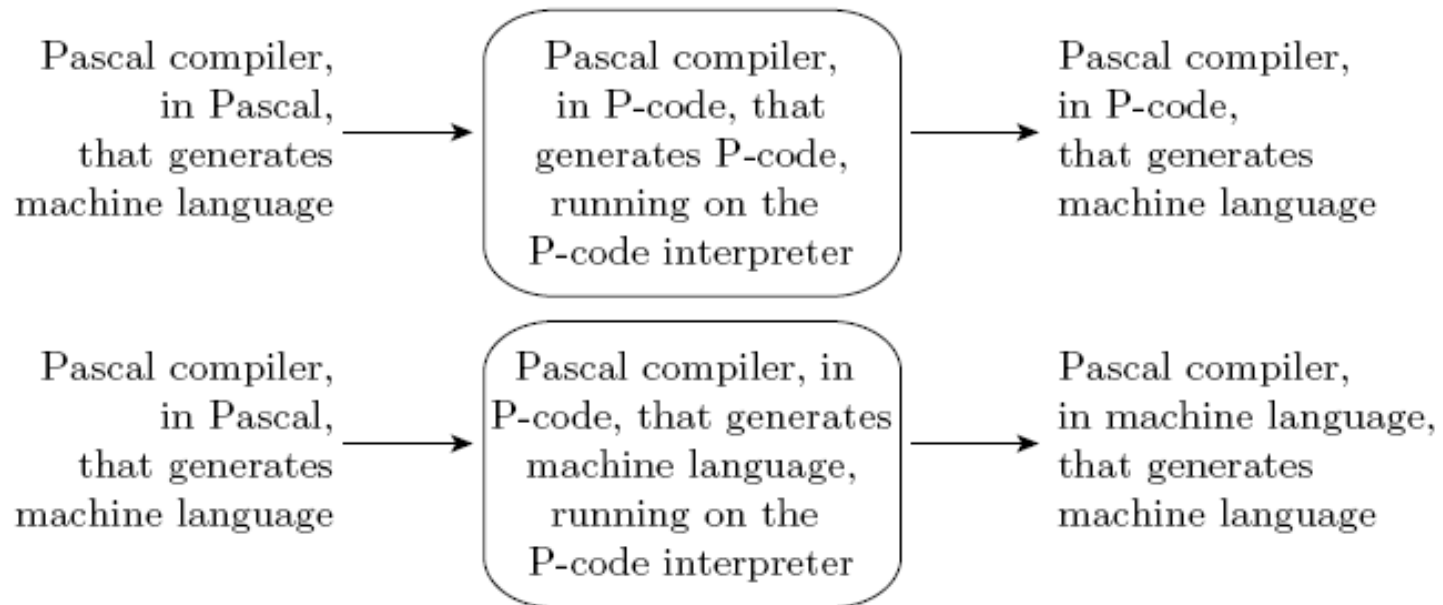 Pascal compiler,
in Pascal,
that generates
machine language
Pascal compiler,
in P-code, that
generates P-code,
running on the
P-code interpreter
Pascal compiler,
in P-code,
that generates
machine language
Pascal compiler,
in Pascal,
that generates
machine language
Pascal compiler, in
P-code, that generates
machine language,
running on the
P-code interpreter
Pascal compiler,
in machine language,
that generates
machine language